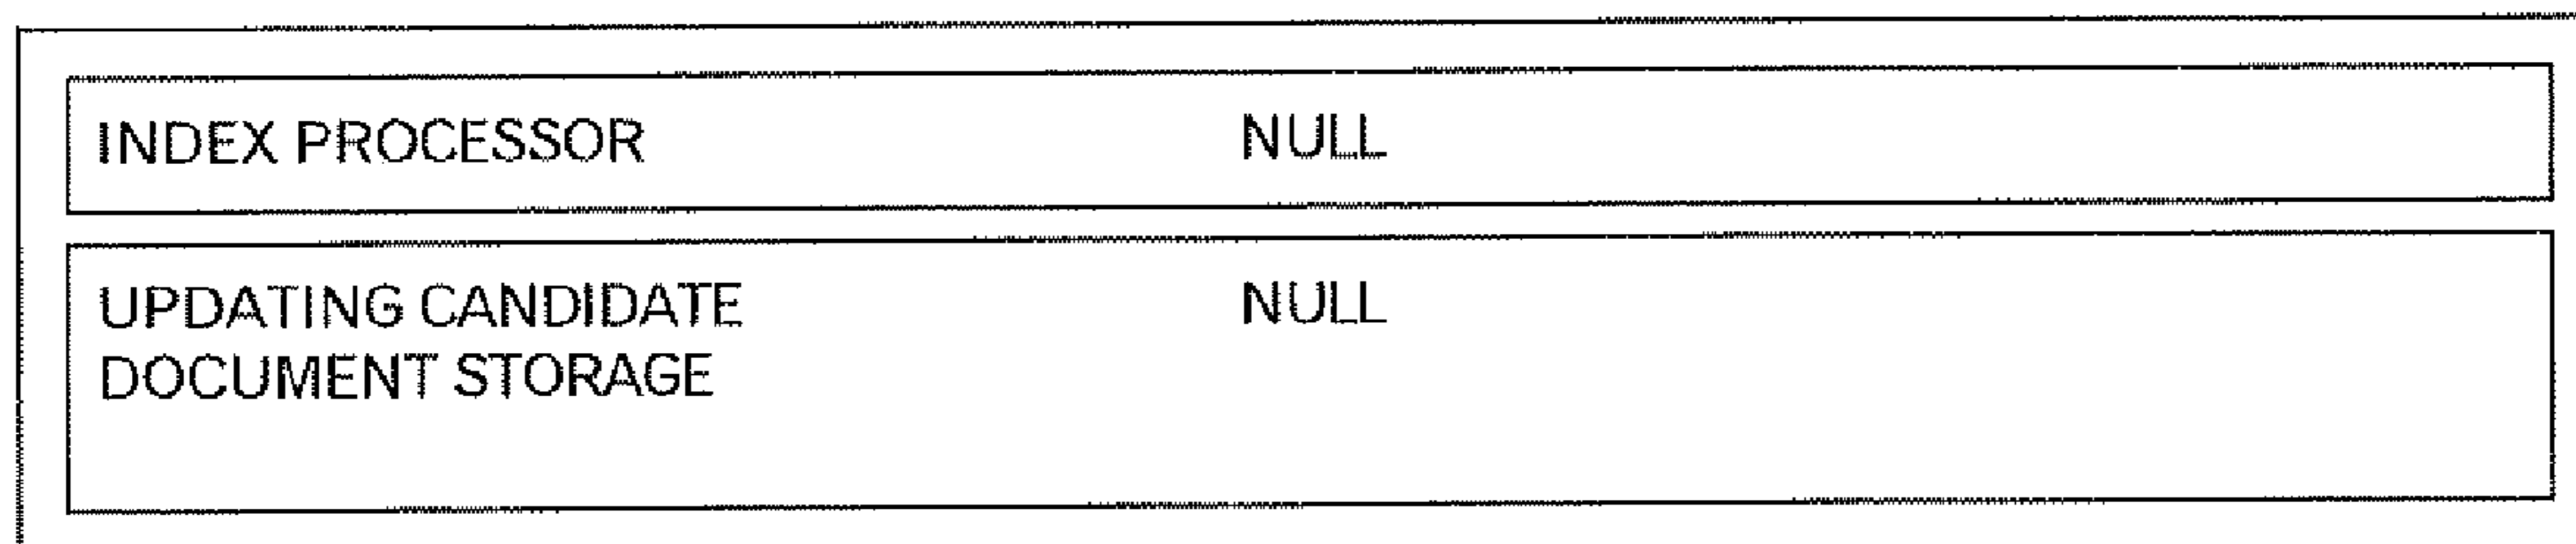 INDEX PROCESSOR NULL
UPDATING CANDIDATE NULL
DOCUMENT STORAGE